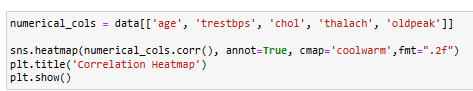 numerical_cols = data[['age', 'trestbps', 'chol', 'thalach', 'oldpeak']]
sns.heatmap(numerical_cols.corr(), annot=True, cmap='coolwarm',fmt=".2f")
plt.title('Correlation Heatmap')
plt.show()